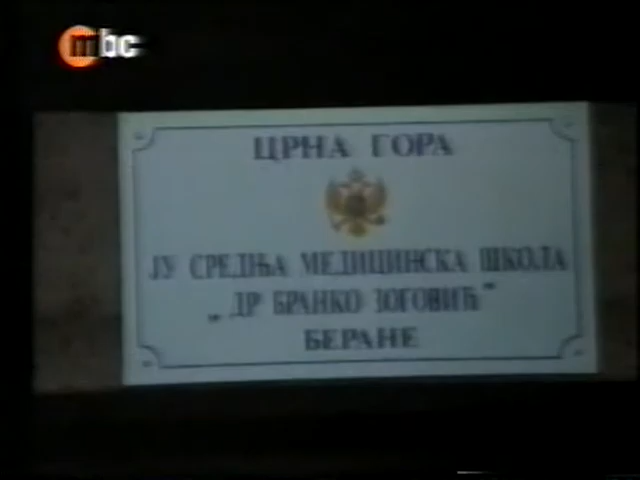 mbc
ЦРНА ГОРА
ЈУ СРЕДЊА МЕДИЦИНСКА ШКОЛА
„ ДР БРАНКО ЗОГОВИЋ"
БЕРАНЕ